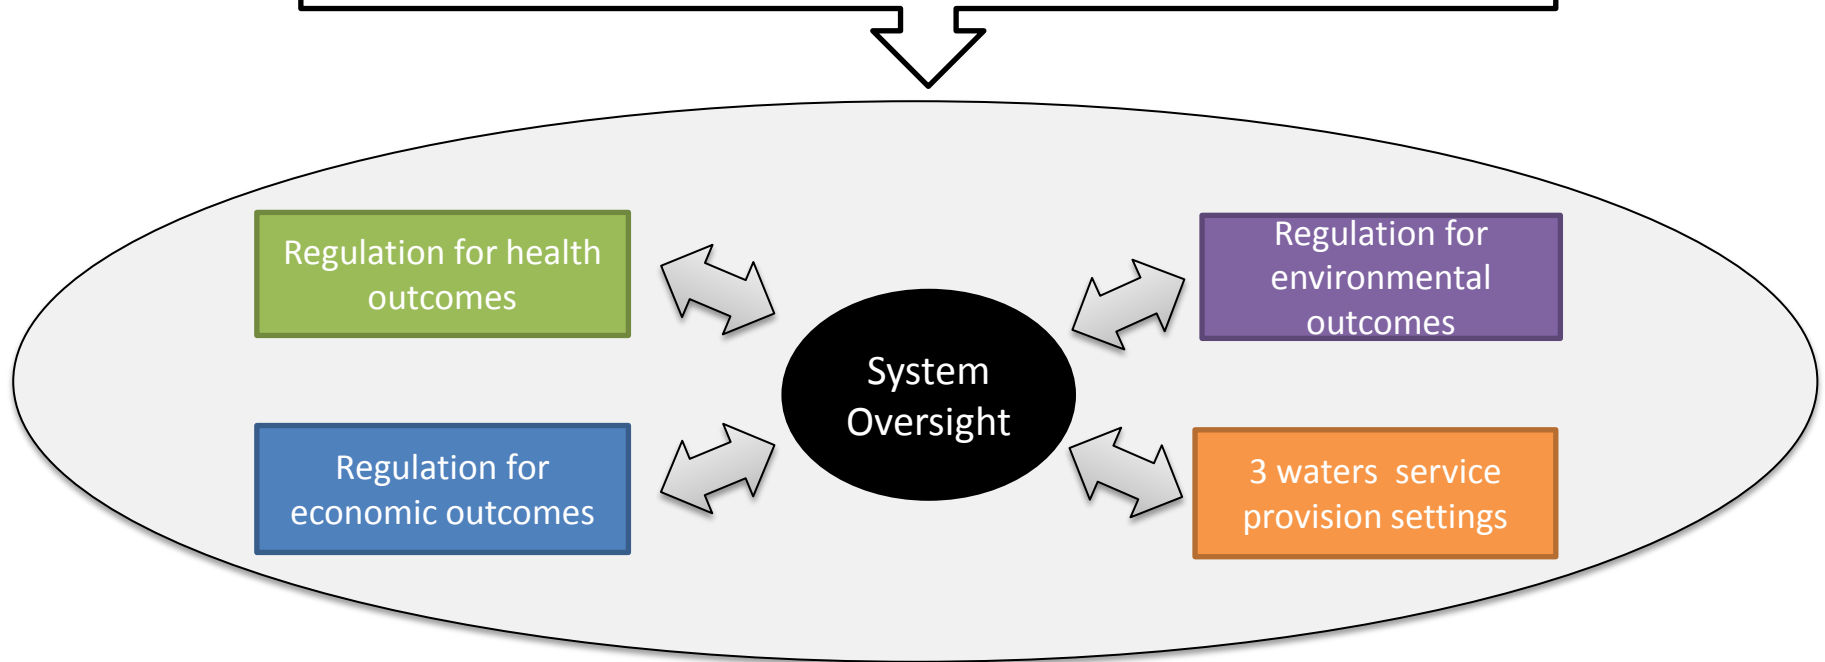 Regulation for health
outcomes
Regulation for
environmental
outcomes
System
Oversight
Regulation for
economic outcomes
3 waters  service
provision settings